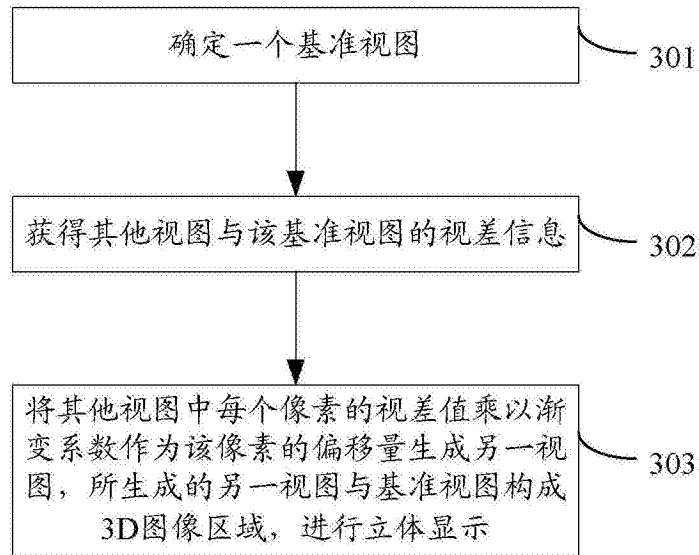 确定一个基准视图
301
获得其他视图与该基准视图的视差信息
302
将其他视图中每个像素的视差值乘以渐
变系数作为该像素的偏移量生成另一视
图，所生成的另一视图与基准视图构成
3D图像区域，进行立体显示
303